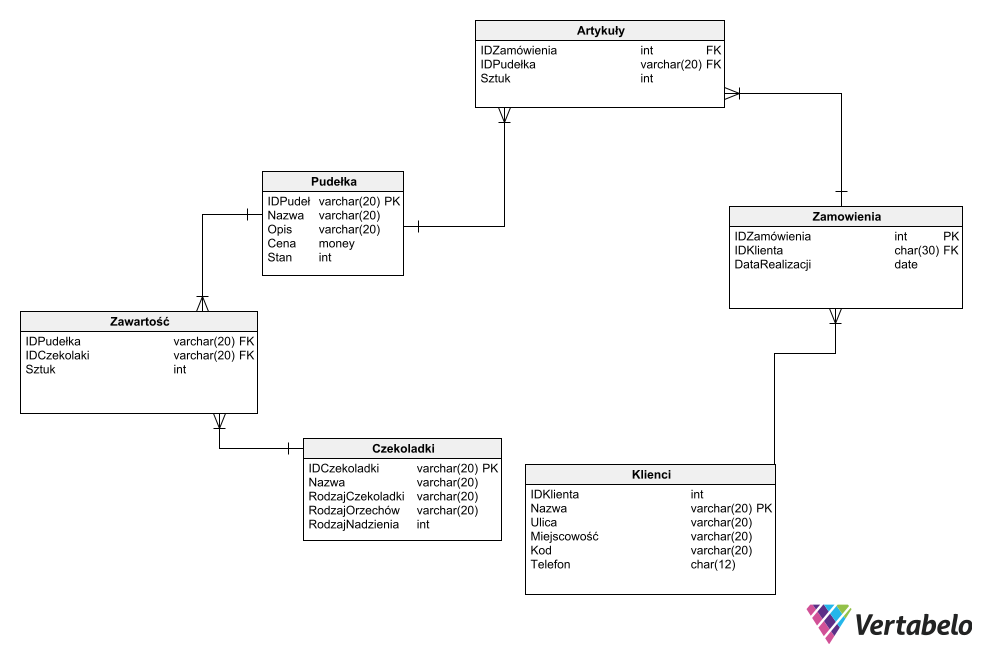 Artykuły
IDZamówienia int FK
IDPudełka varchar(20) FK
Sztuk int
Pudełka
IDPudeł varchar(20) PK
Nazwa varchar(20)
Opis varchar(20)
Cena money
Stan int
Zamowienia
IDZamówienia int PK
IDKlienta char(30) FK
DataRealizacji date
Zawartość
IDPudełka varchar(20) FK
IDCzekolaki varchar(20) FK
Sztuk int
Czekoladki
IDCzekoladki varchar(20) PK
Nazwa varchar(20)
RodzajCzekoladki varchar(20)
RodzajOrzechów varchar(20)
RodzajNadzienia int
Klienci
IDKlienta int
Nazwa varchar(20) PK
Ulica varchar(20)
Miejscowość varchar(20)
Kod varchar(20)
Telefon char(12)
Vertabelo